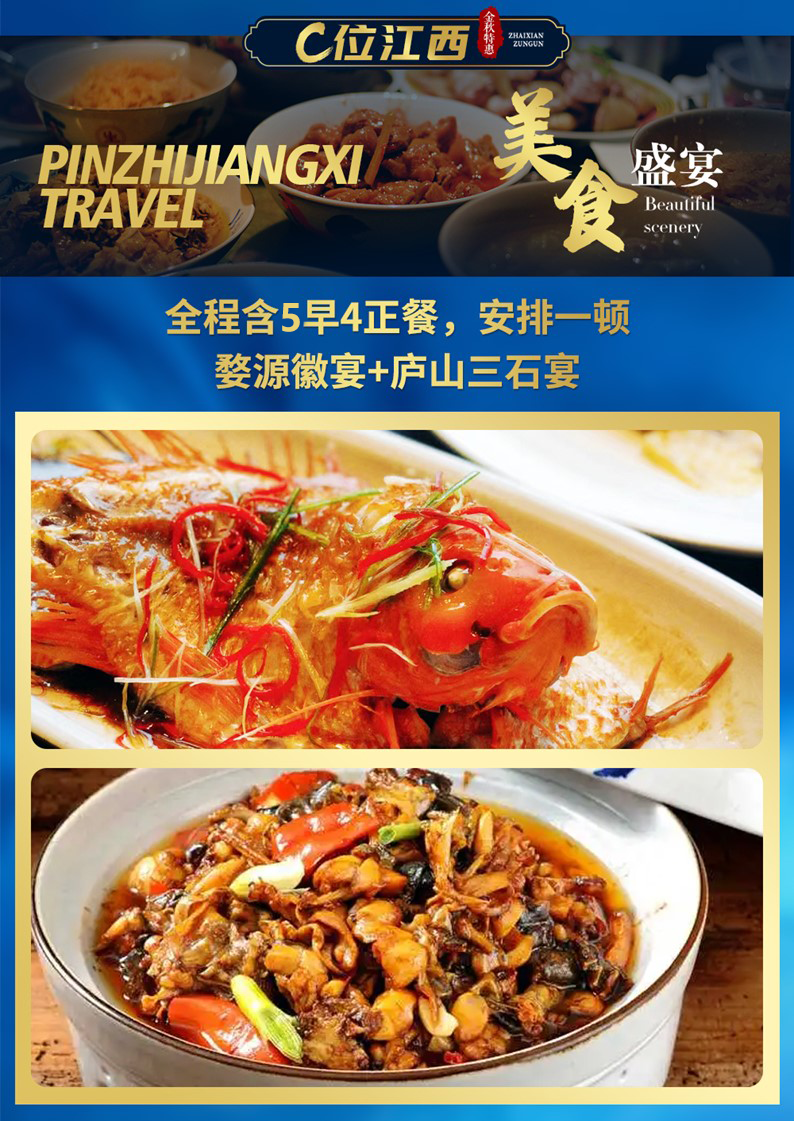 C位江西
金秋特惠
ZHAIXIAN
ZUNGUN
PINZHIJIANGXI
TRAVEL
美食
盛宴
Beautiful
scenery
全程含5早4正餐，安排一顿
婺源徽宴+庐山三石宴